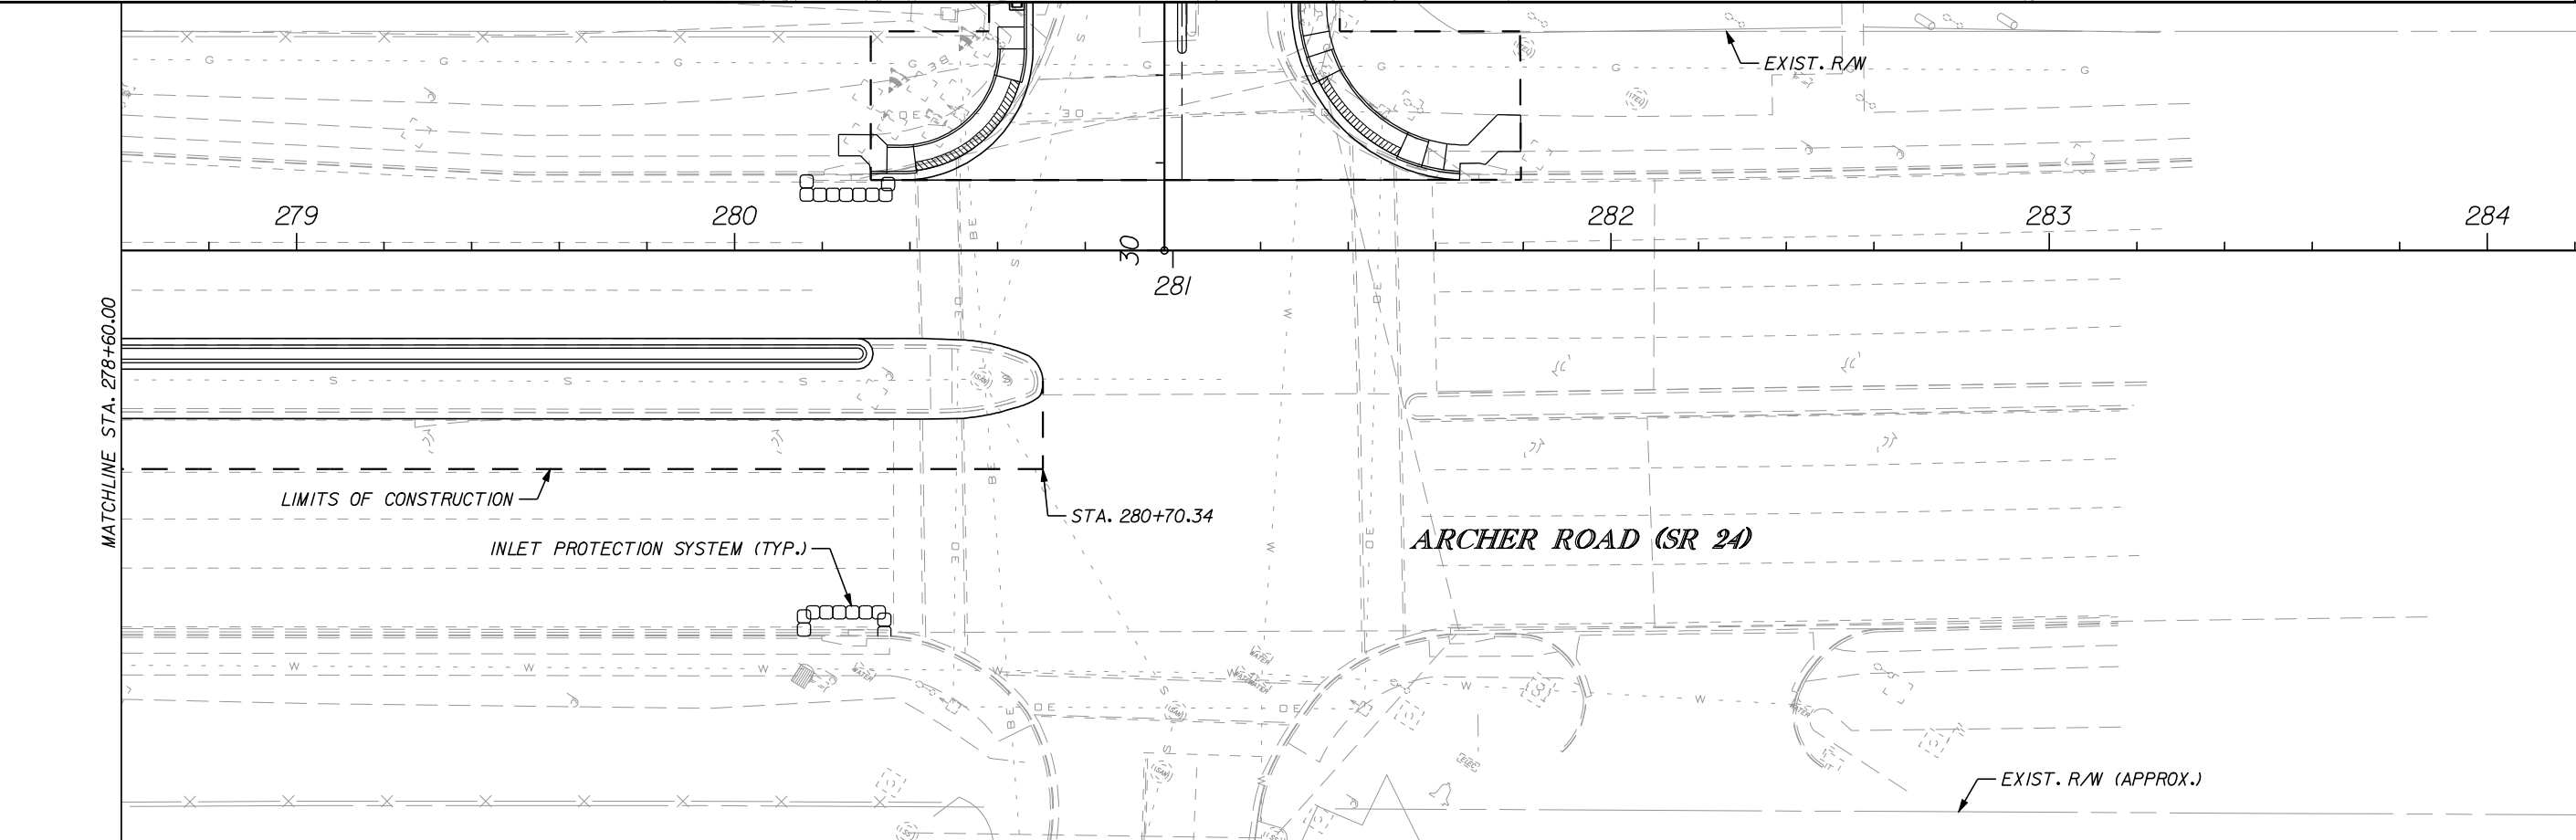 EXIST. R/W
279
280
282
283
284
30
281
MATCHLINE STA. 278+60.00
LIMITS OF CONSTRUCTION
STA. 280+70.34
INLET PROTECTION SYSTEM (TYP.)
ARCHER ROAD (SR 24)
EXIST. R/W (APPROX.)